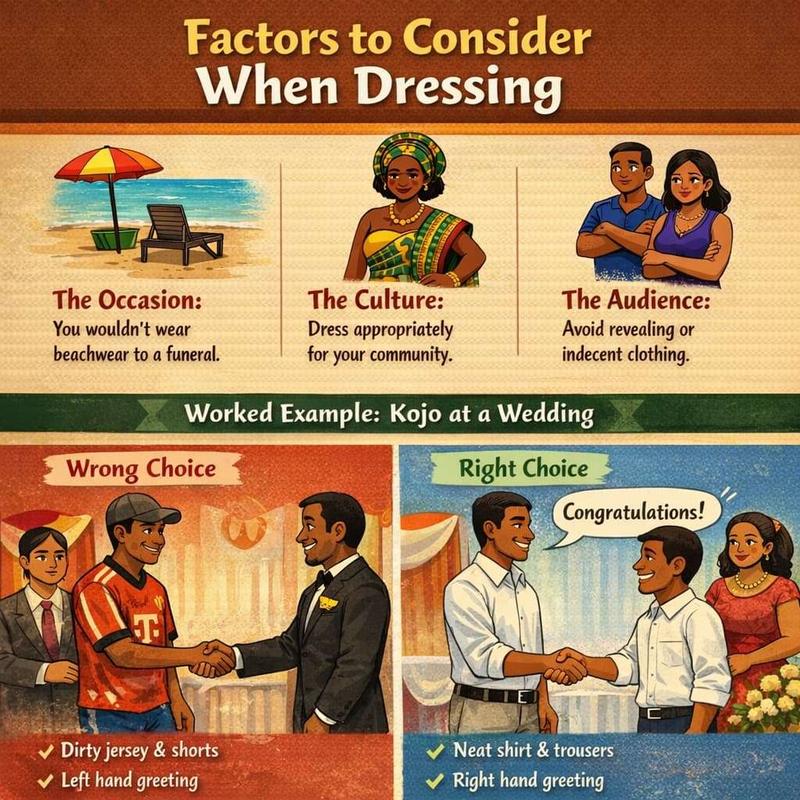 Factors to Consider
When Dressing
The Occasion:
You wouldn't wear
beachwear to a funeral.
The Culture:
Dress appropriately
for your community.
The Audience:
Avoid revealing or
indecent clothing.
Worked Example: Kojo at a Wedding
Wrong Choice
T
Dirty jersey & shorts
Left hand greeting
Right Choice
Congratulations!
Neat shirt & trousers
Right hand greeting